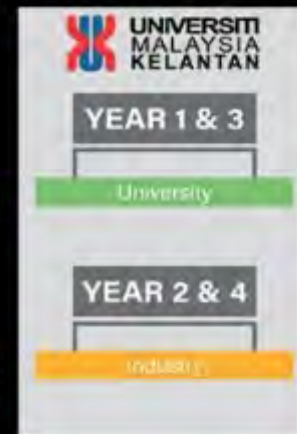 UNIVERSITI
MALAYSIA
KELANTAN
YEAR 1 & 3
University
YEAR 2 & 4
Industry